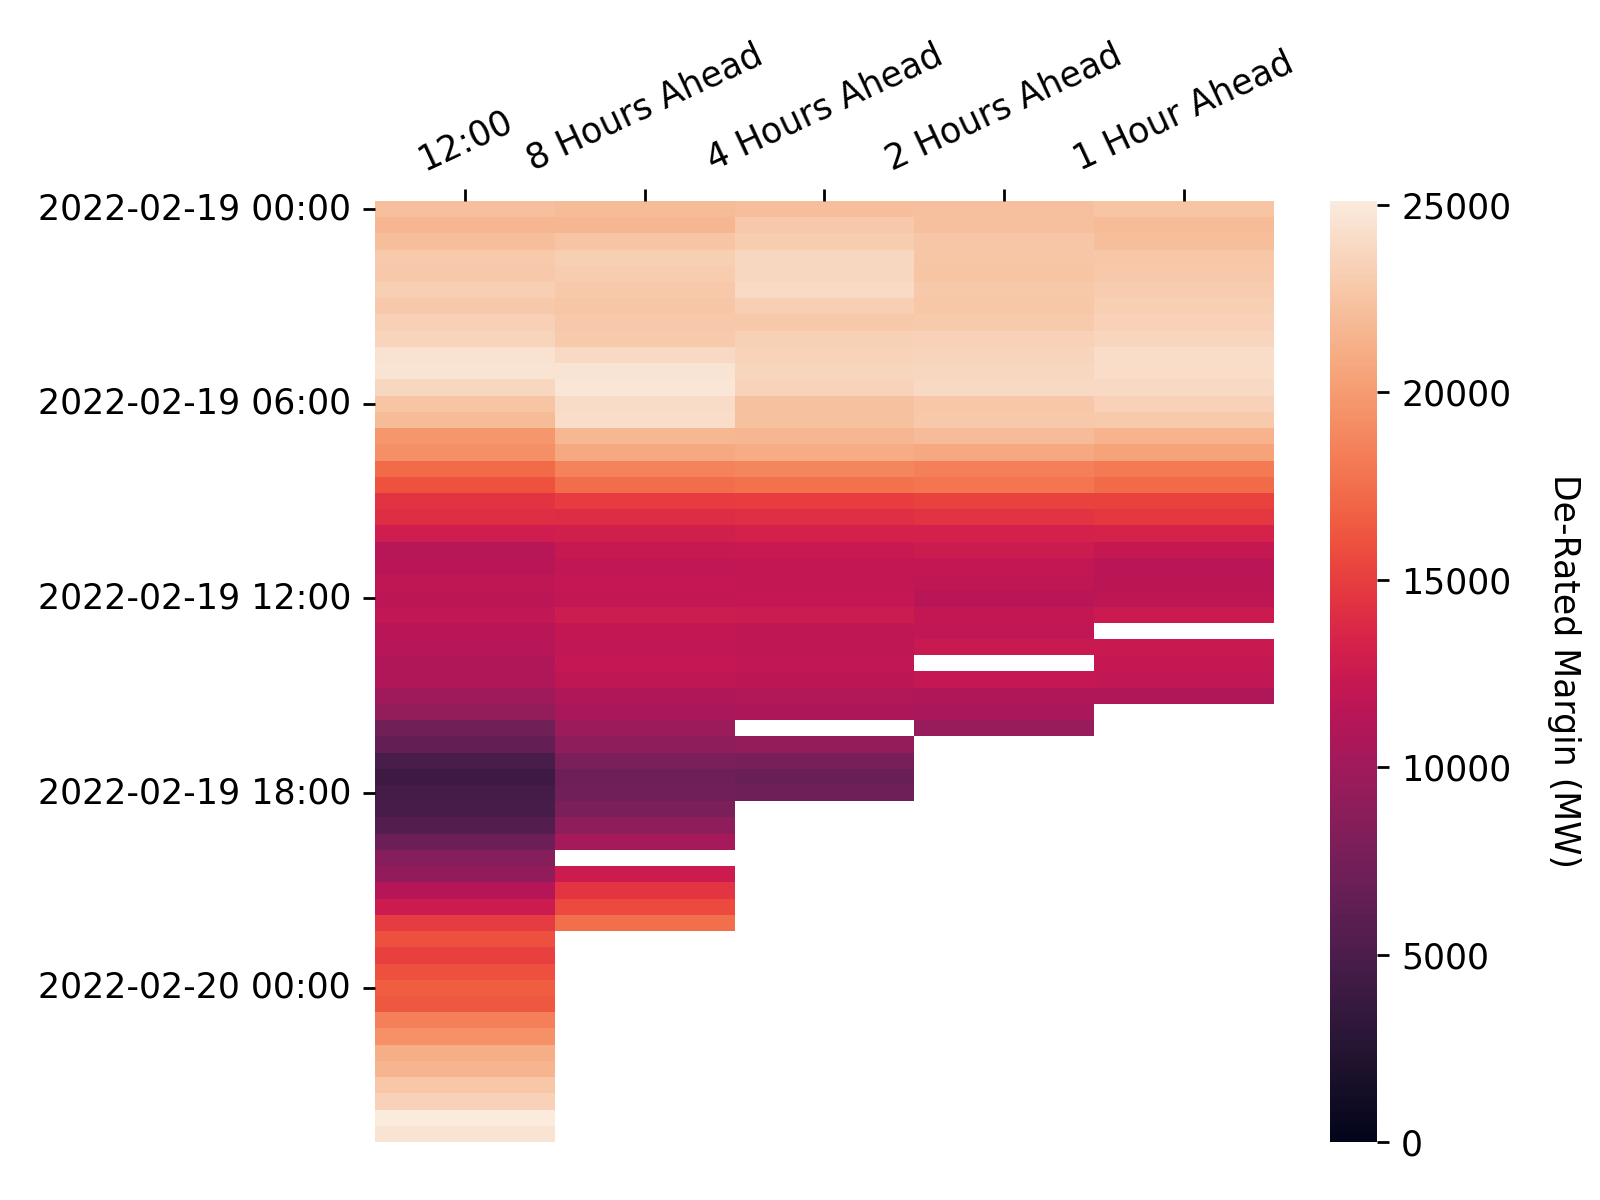 12:00
8 Hours Ahead
4 Hours Ahead
2 Hours Ahead
1 Hour Ahead
2022-02-19 00:00
2022-02-19 06:00
2022-02-19 12:00
2022-02-19 18:00
2022-02-20 00:00
25000
20000
15000
10000
5000
0
De-Rated Margin (MW)